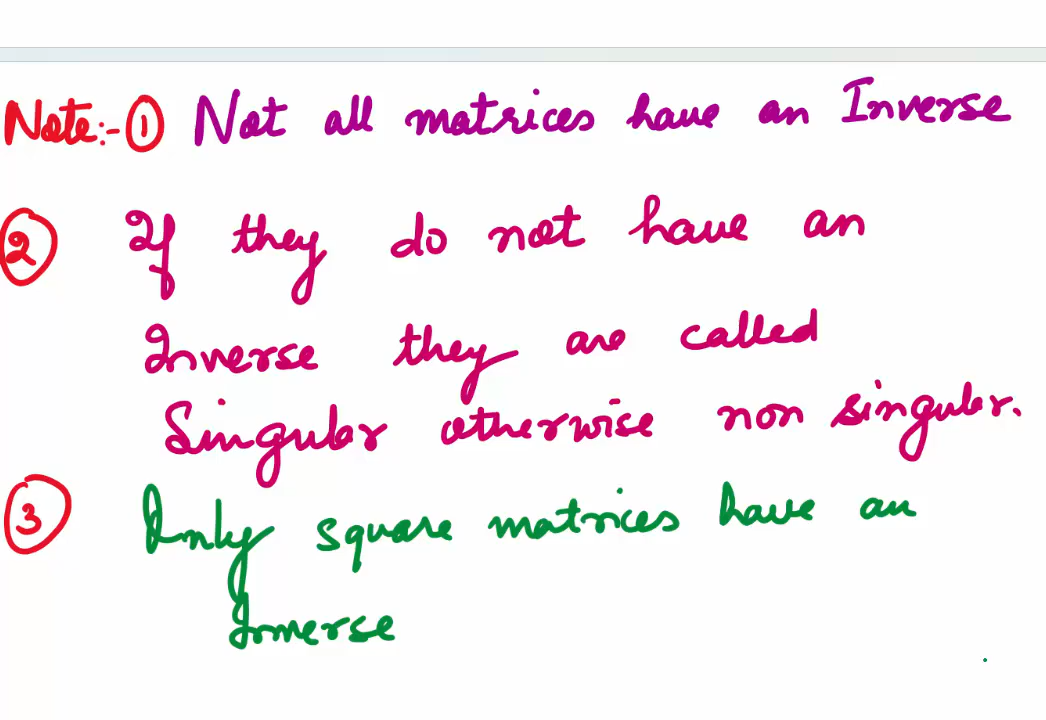 Note:- ① Not all matrices have an Inverse
② If they do not have an
Inverse they are called
Singular otherwise non singular.
③ Only square matrices have an
Inverse